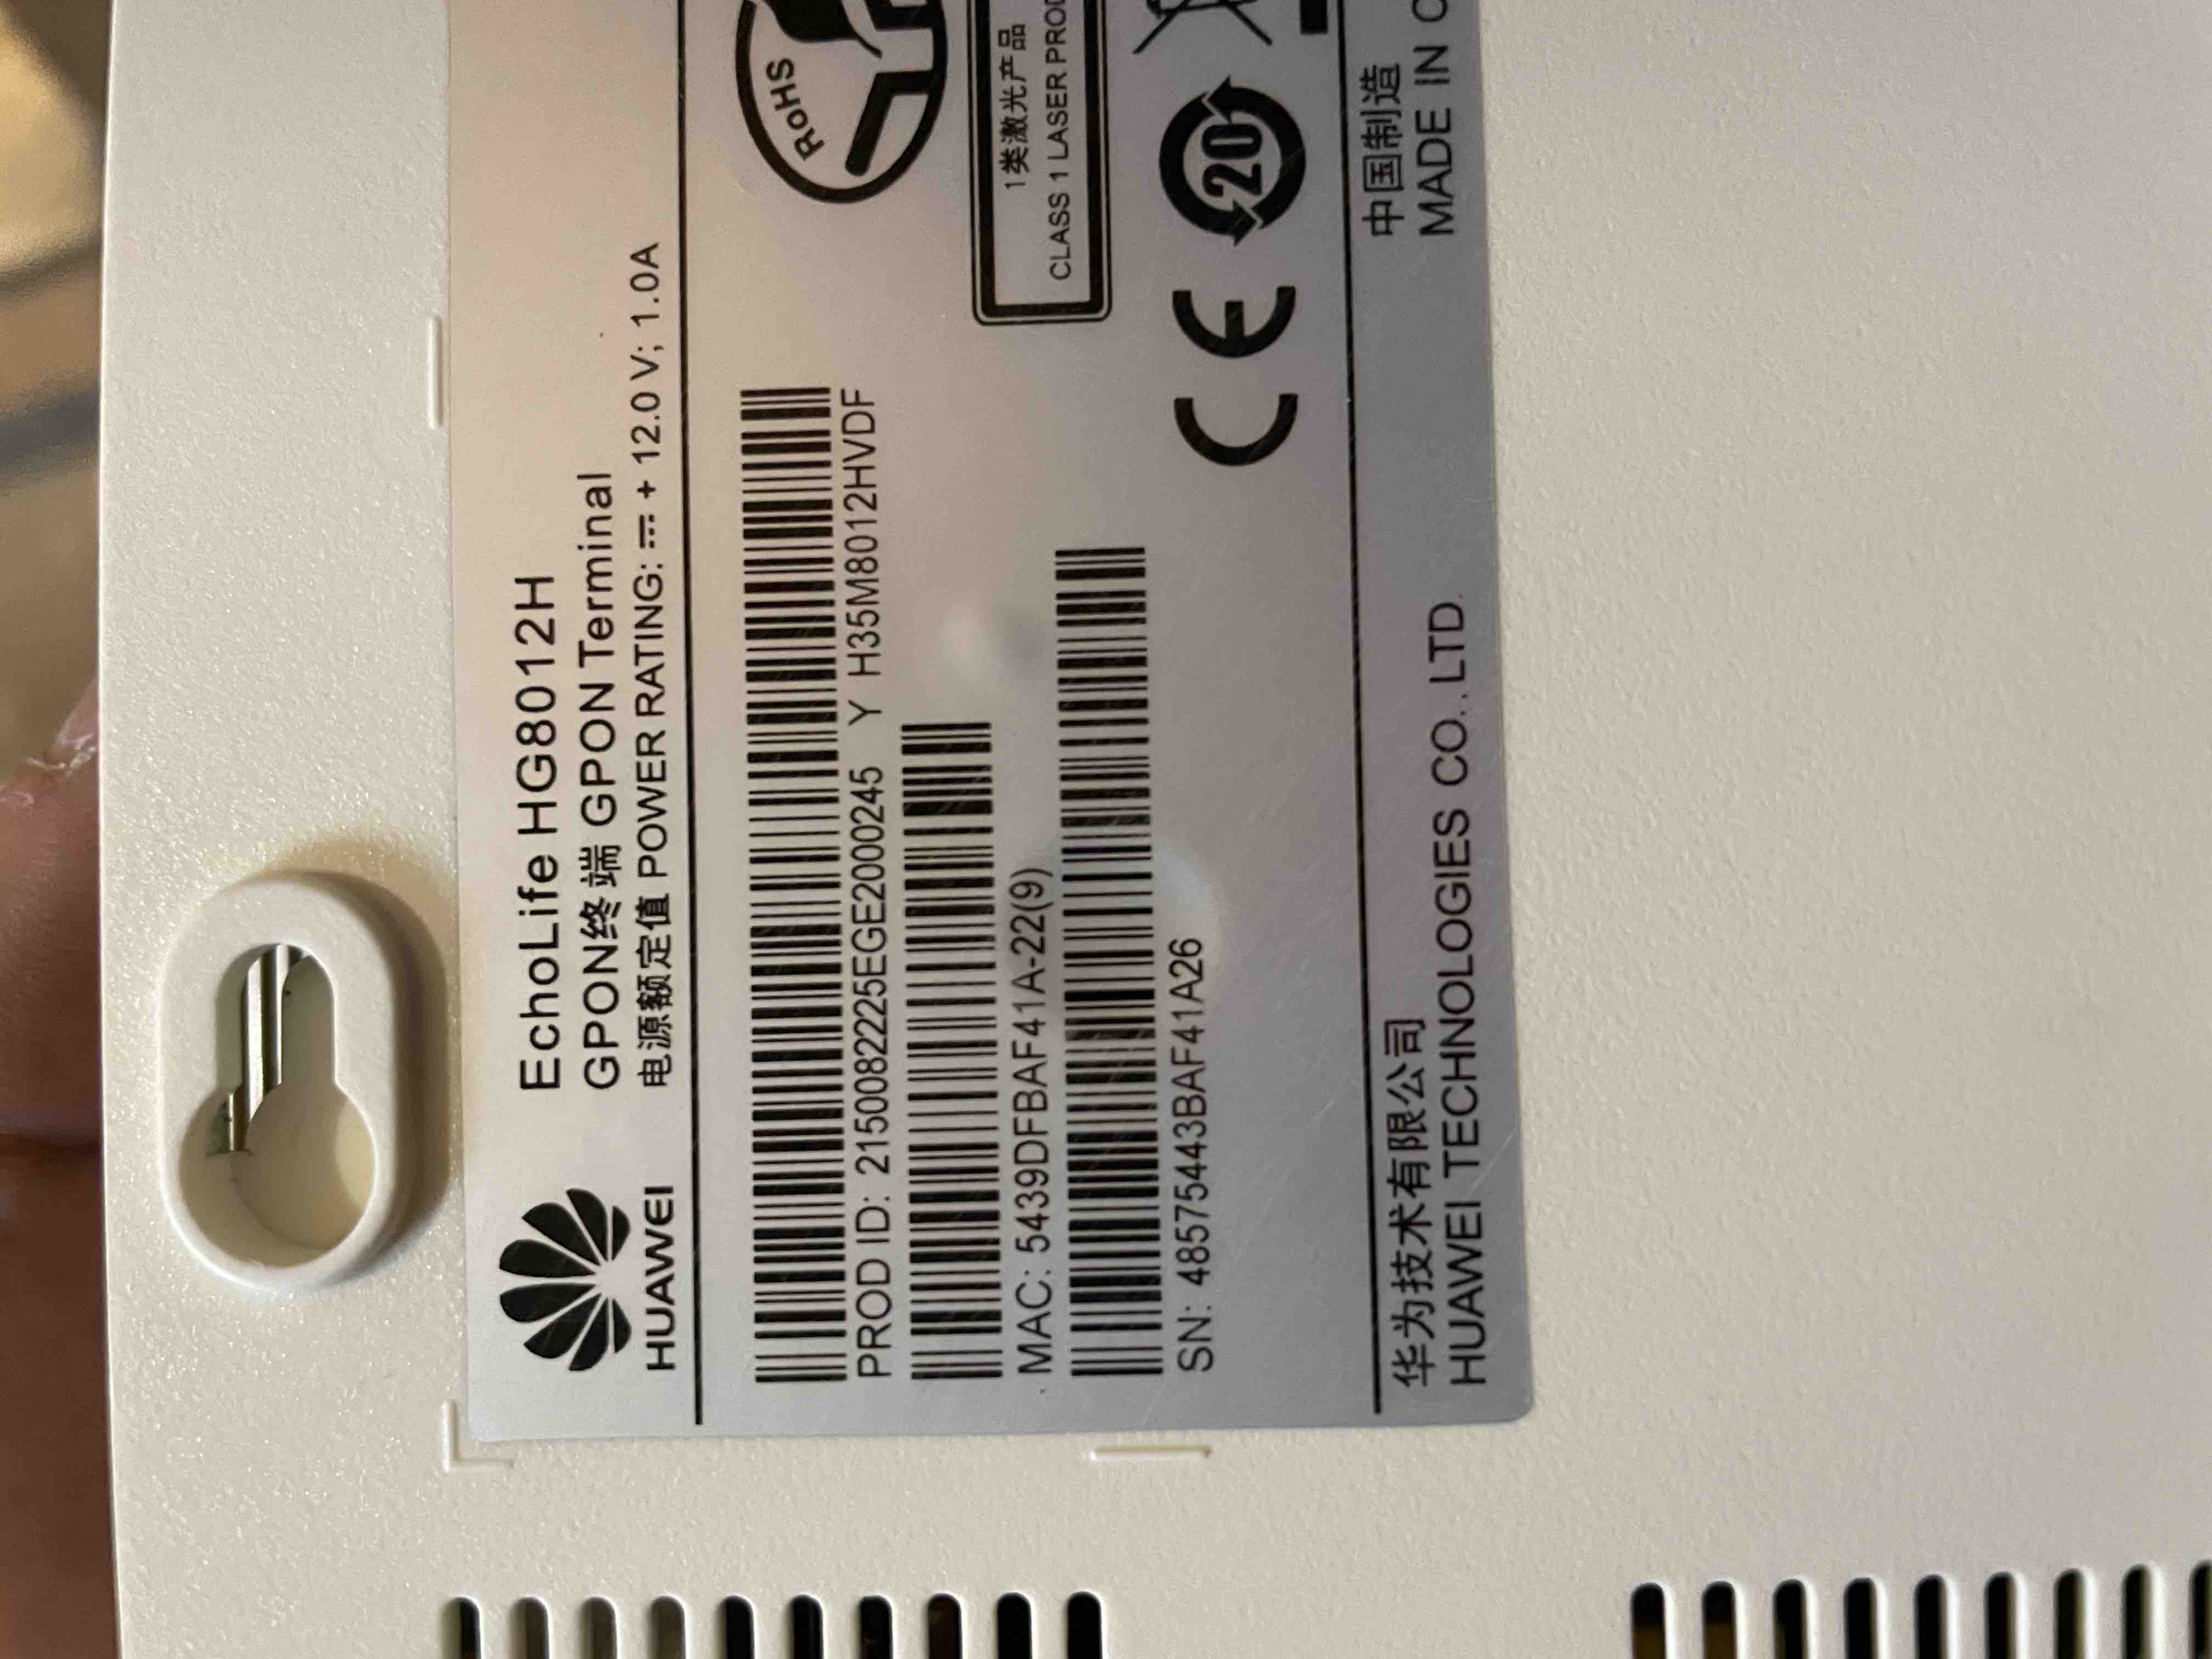 HUAWEI
EchoLife HG8012H
GPON终端 GPON Terminal
电源额定值 POWER RATING: ⎓ + 12.0 V; 1.0A
PROD ID: 2150082225EGE2000245 Y H35M8012HVDF
MAC: 5439DFBAF41A-22(9)
SN: 48575443BAF41A26
RoHS
1类激光产品
CLASS 1 LASER
CE
20
华为技术有限公司
HUAWEI TECHNOLOGIES CO., LTD.
中国制造
MADE IN